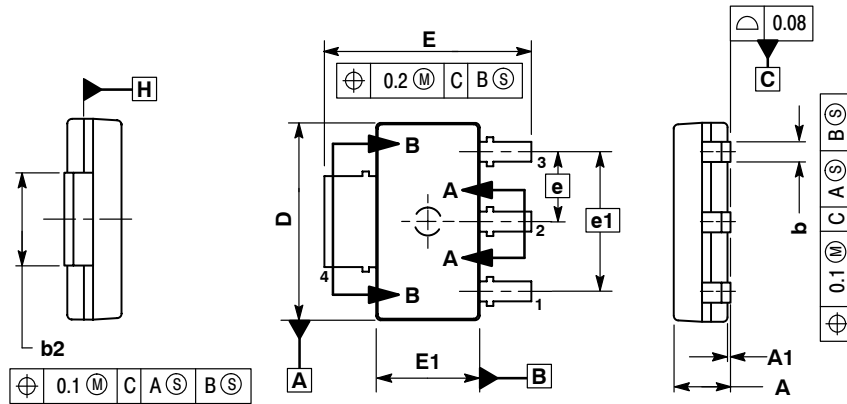 H
b2
⌖ 0.1 Ⓜ C A Ⓢ B Ⓢ
E
⌖ 0.2 Ⓜ C B Ⓢ
B
3
A
e
e1
D
2
A
4
B
1
A
E1
B
⌓ 0.08
C
b
⌖ 0.1 Ⓜ C A Ⓢ B Ⓢ
A1
A